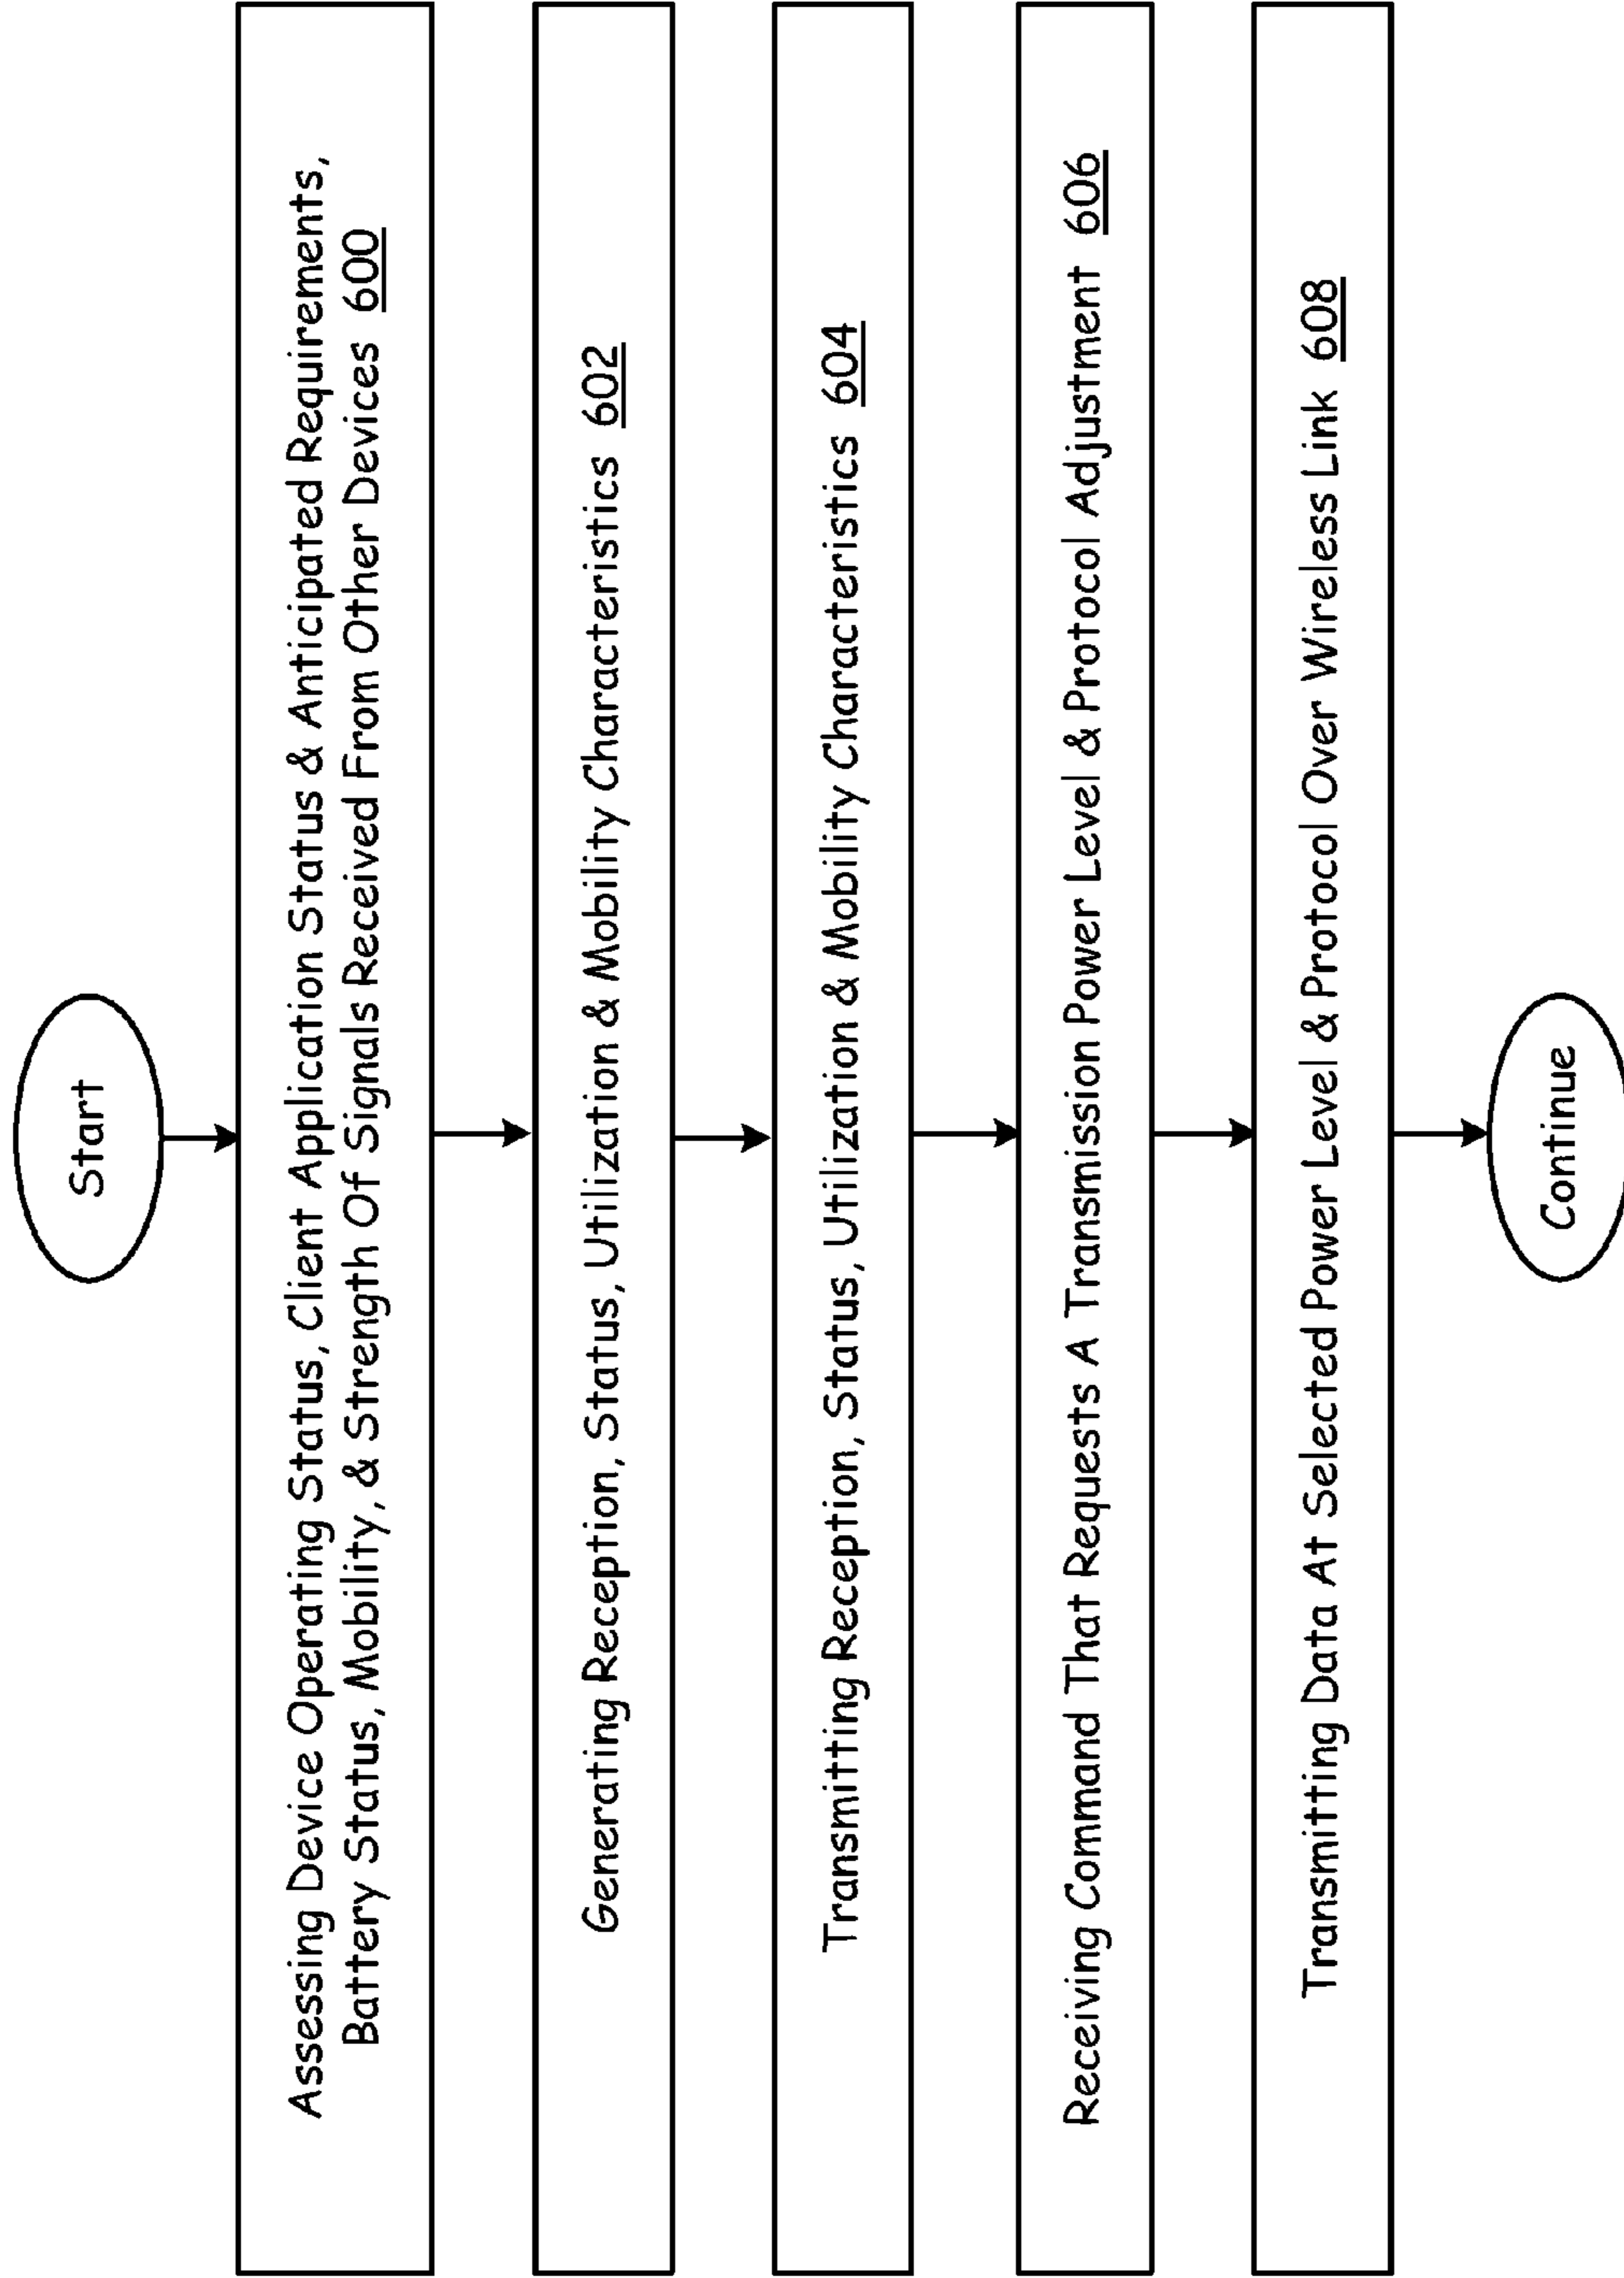 Start
Assessing Device Operating Status, Client Application Status & Anticipated Requirements,
Battery Status, Mobility, & Strength Of Signals Received From Other Devices 600
Generating Reception, Status, Utilization & Mobility Characteristics 602
Transmitting Reception, Status, Utilization & Mobility Characteristics 604
Receiving Command That Requests A Transmission Power Level & Protocol Adjustment 606
Transmitting Data At Selected Power Level & Protocol Over Wireless Link 608
Continue